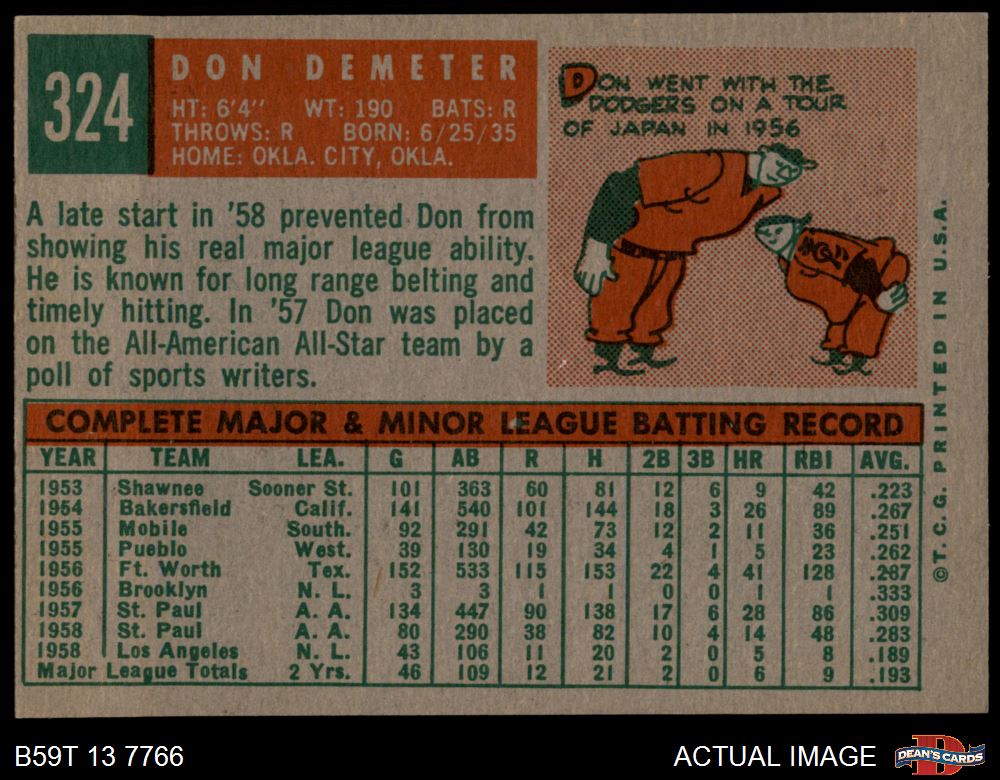 324
DON DEMETER
HT: 6'4" WT: 190 BATS: R
THROWS: R BORN: 6/25/35
HOME: OKLA. CITY, OKLA.
DON WENT WITH THE
DODGERS ON A TOUR
OF JAPAN IN 1956
A late start in '58 prevented Don from
showing his real major league ability.
He is known for long range belting and
timely hitting. In '57 Don was placed
on the All-American All-Star team by a
poll of sports writers.
COMPLETE MAJOR & MINOR LEAGUE BATTING RECORD
YEAR TEAM LEA. G AB R H 2B 3B HR RBI AVG.
1953 Shawnee Sooner St. 101 363 60 81 12 6 9 42 .223
1954 Bakersfield Calif. 141 540 101 144 18 3 26 89 .267
1955 Mobile South. 92 291 42 73 12 2 11 36 .251
1955 Pueblo West. 39 130 19 34 4 1 5 23 .262
1956 Ft. Worth Tex. 152 533 115 153 22 4 41 128 .287
1956 Brooklyn N. L. 3 3 1 1 0 0 1 1 .333
1957 St. Paul A. A. 134 447 90 138 17 6 28 86 .309
1958 St. Paul A. A. 80 290 38 82 10 4 14 48 .283
1958 Los Angeles N. L. 43 106 11 20 2 0 5 8 .189
Major League Totals 2 Yrs. 46 109 12 21 2 0 6 9 .193
© T. C. G. PRINTED IN U.S.A.
B59T 13 7766
ACTUAL IMAGE
DEAN'S CARDS